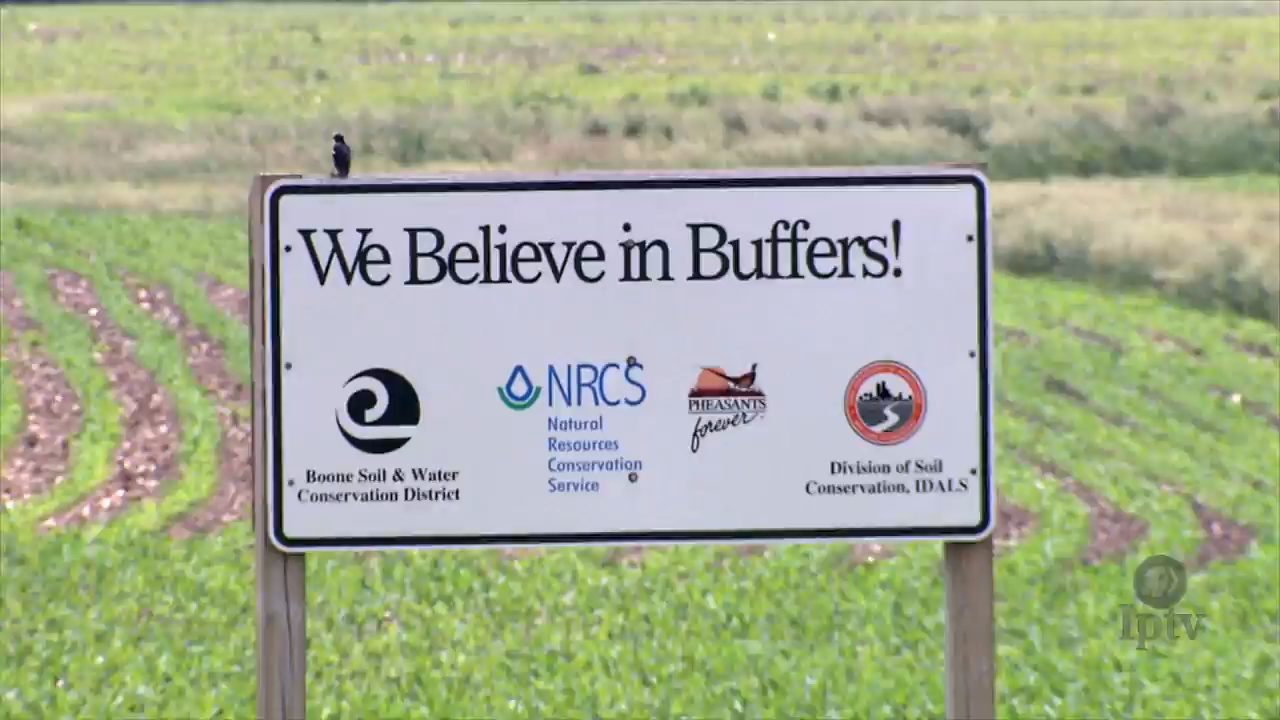 We Believe in Buffers!
NRCS
Natural
Resources
Conservation
Service
PHEASANTS
forever
Boone Soil & Water
Conservation District
Division of Soil
Conservation, IDALS
Iptv